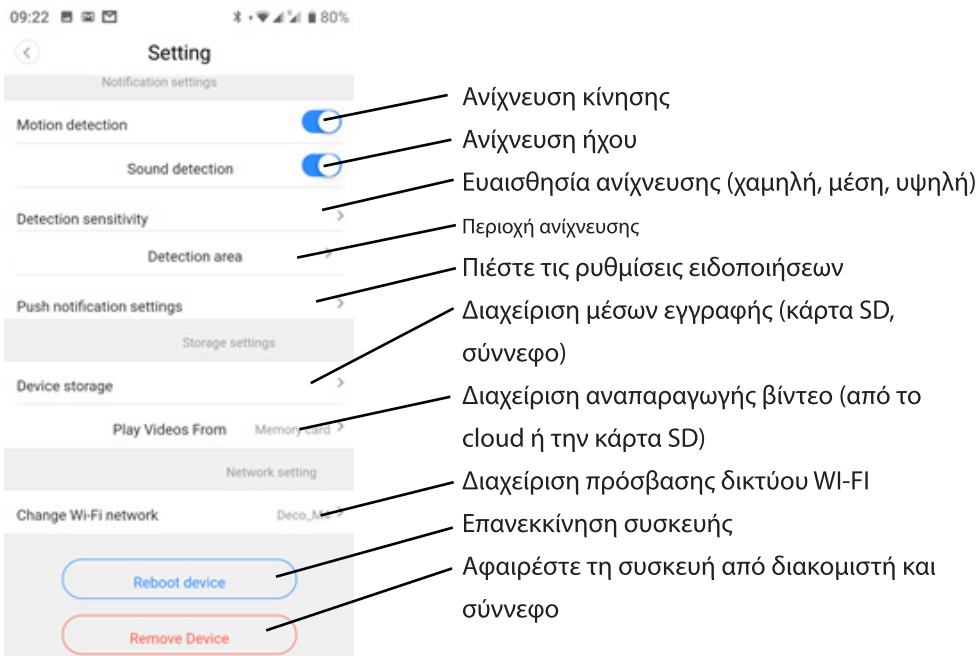 09:22 80%
Setting
Notification settings
Motion detection
Sound detection
Detection sensitivity
Detection area
Push notification settings
Storage settings
Device storage
Play Videos From Memory card
Network setting
Change Wi-Fi network Deco_M4
Reboot device
Remove Device
Ανίχνευση κίνησης
Ανίχνευση ήχου
Ευαισθησία ανίχνευσης (χαμηλή, μέση, υψηλή)
Περιοχή ανίχνευσης
Πιέστε τις ρυθμίσεις ειδοποιήσεων
Διαχείριση μέσων εγγραφής (κάρτα SD,
σύννεφο)
Διαχείριση αναπαραγωγής βίντεο (από το
cloud ή την κάρτα SD)
Διαχείριση πρόσβασης δικτύου WI-FI
Επανεκκίνηση συσκευής
Αφαιρέστε τη συσκευή από διακομιστή και
σύννεφο